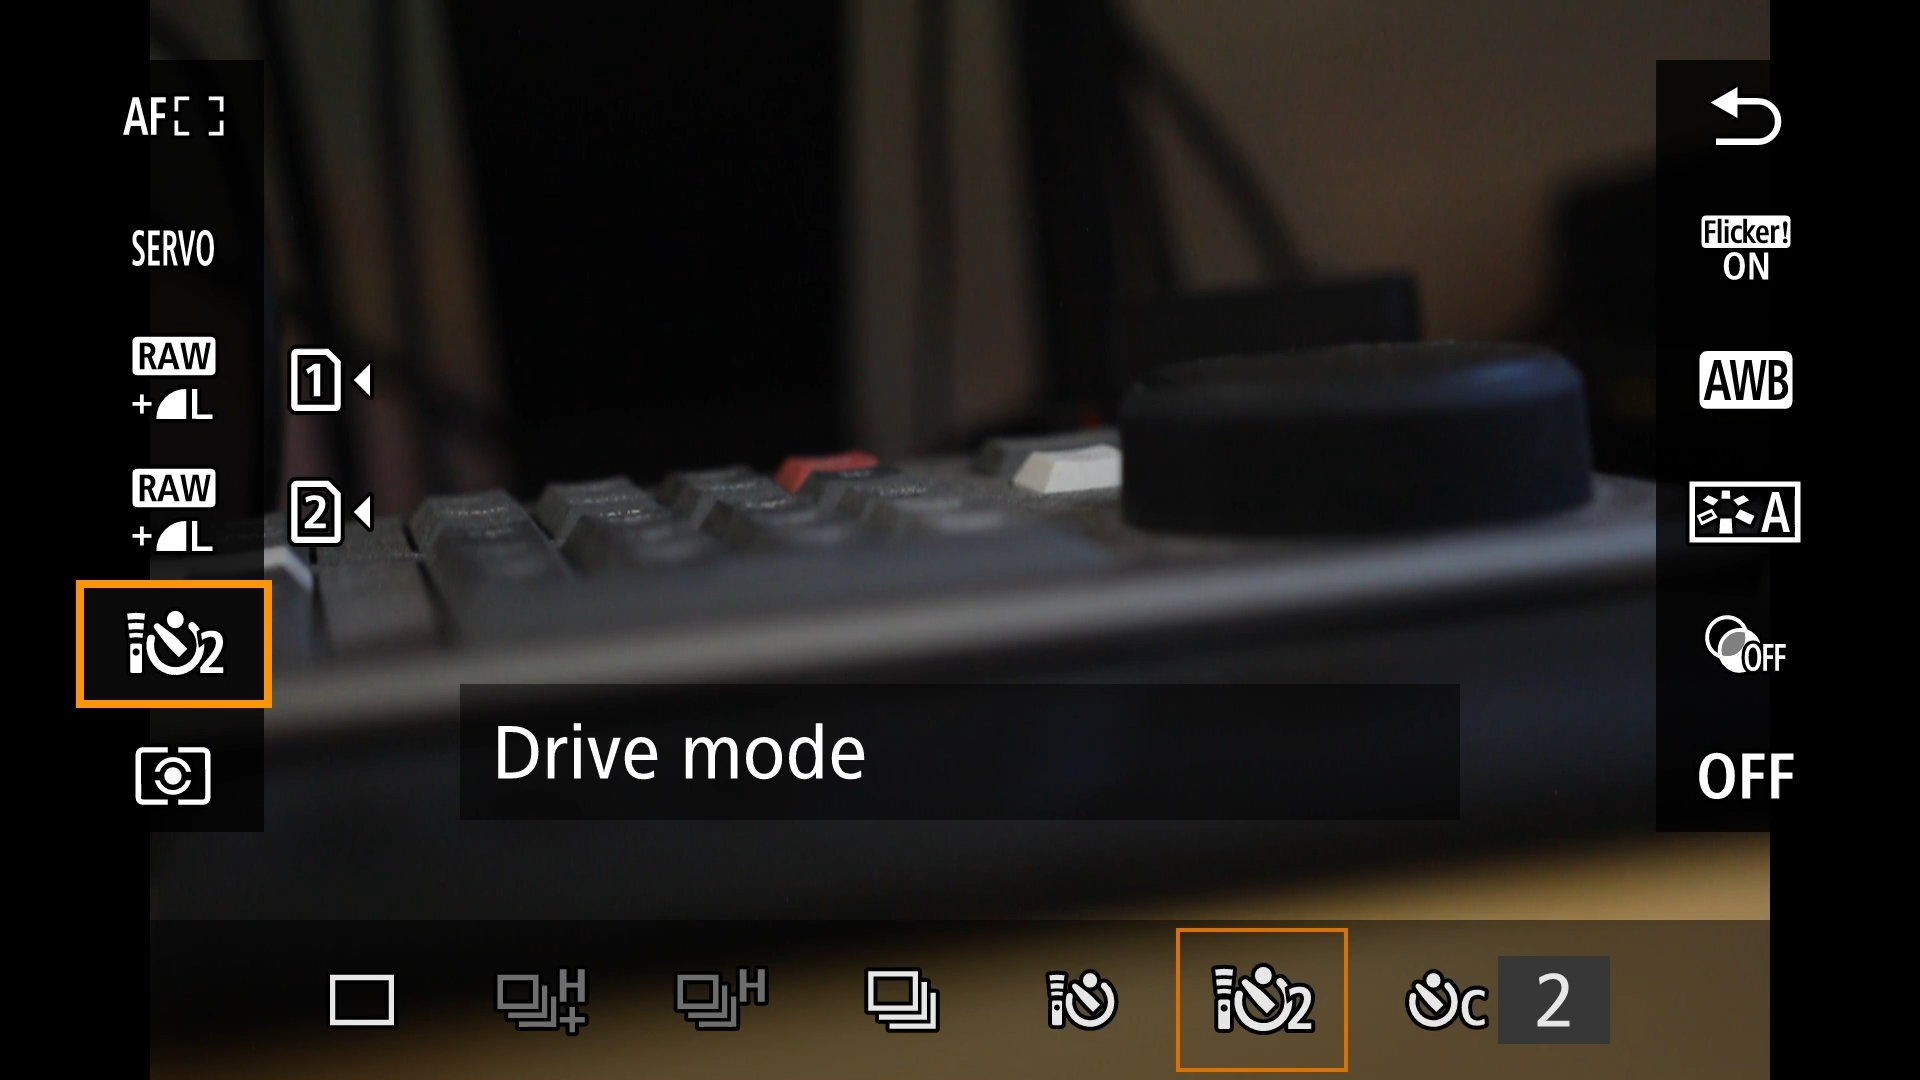 AF
SERVO
RAW
+L
1
RAW
+L
2
2
Flicker!
ON
AWB
A
OFF
OFF
Drive mode
H
+
H
2
C 2